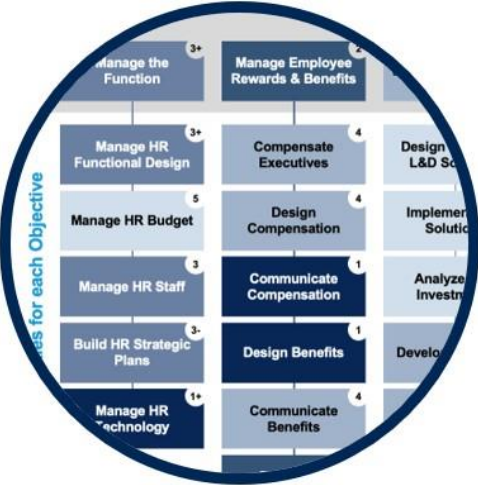 Manage the
Function
3+
Manage Employee
Rewards & Benefits
2
Manage HR
Functional Design
3+
Compensate
Executives
4
Design
L&D
Manage HR Budget
5
Design
Compensation
4
Manage HR Staff
3
Communicate
Compensation
1
Analyze
Build HR Strategic
Plans
3-
Design Benefits
1
Manage HR
Technology
1+
Communicate
Benefits
4
for each Objective